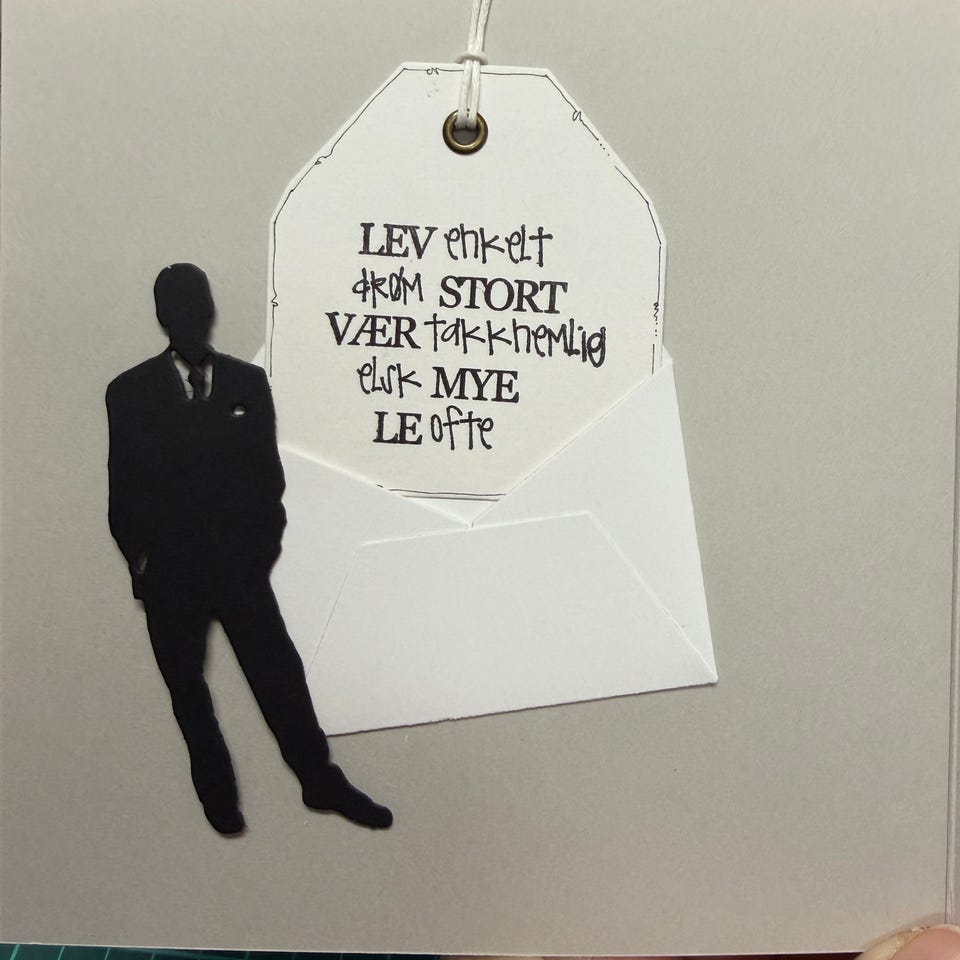 LEV enkelt
drøm STORT
VÆR takknemlig
elsk MYE
LE ofte